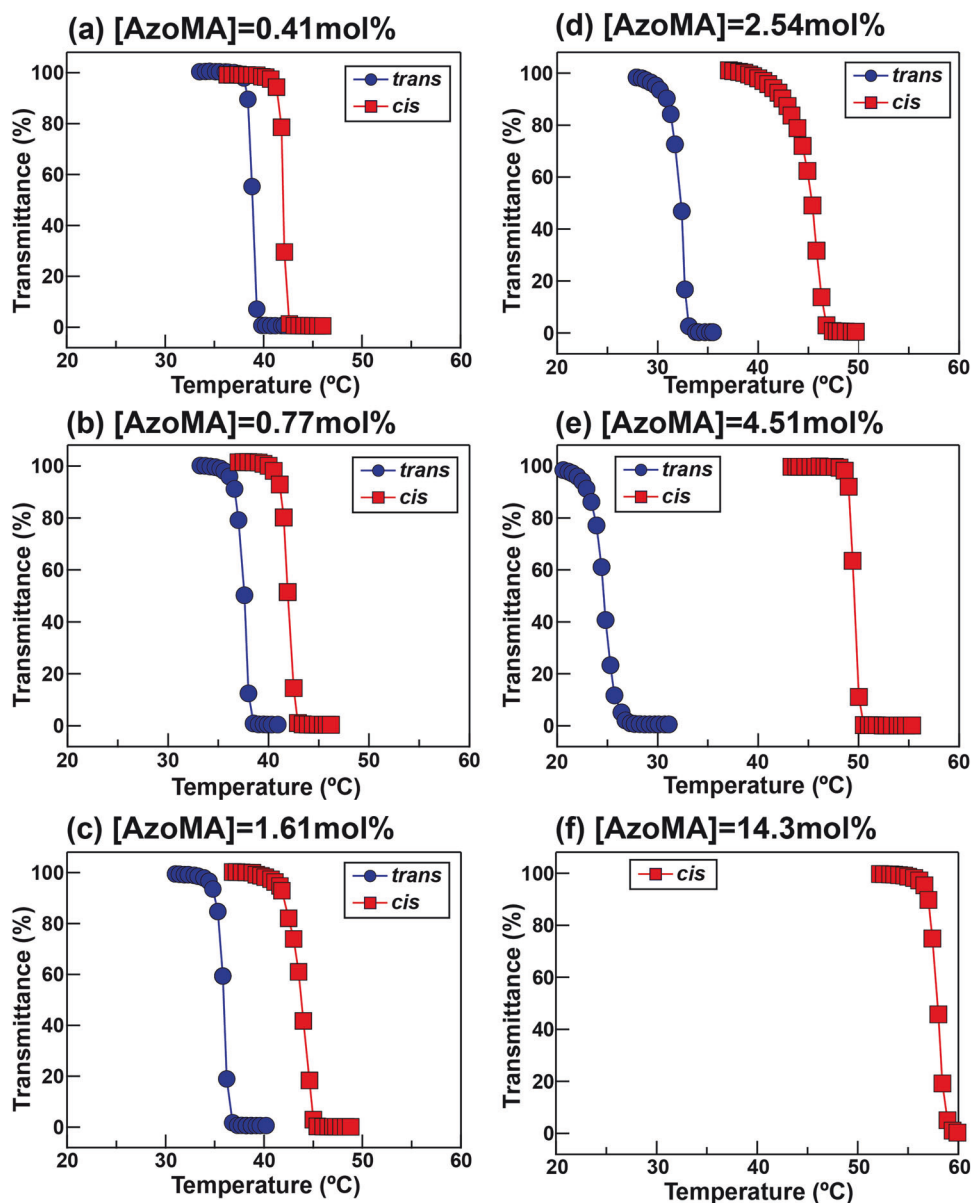 (a) [AzoMA]=0.41mol%
100
80
60
40
20
0
Transmittance (%)
trans
cis
20 30 40 50 60
Temperature (ºC)
(b) [AzoMA]=0.77mol%
100
80
60
40
20
0
Transmittance (%)
trans
cis
20 30 40 50 60
Temperature (ºC)
(c) [AzoMA]=1.61mol%
100
80
60
40
20
0
Transmittance (%)
trans
cis
20 30 40 50 60
Temperature (ºC)
(d) [AzoMA]=2.54mol%
100
80
60
40
20
0
Transmittance (%)
trans
cis
20 30 40 50 60
Temperature (ºC)
(e) [AzoMA]=4.51mol%
100
80
60
40
20
0
Transmittance (%)
trans
cis
20 30 40 50 60
Temperature (ºC)
(f) [AzoMA]=14.3mol%
100
80
60
40
20
0
Transmittance (%)
cis
20 30 40 50 60
Temperature (ºC)